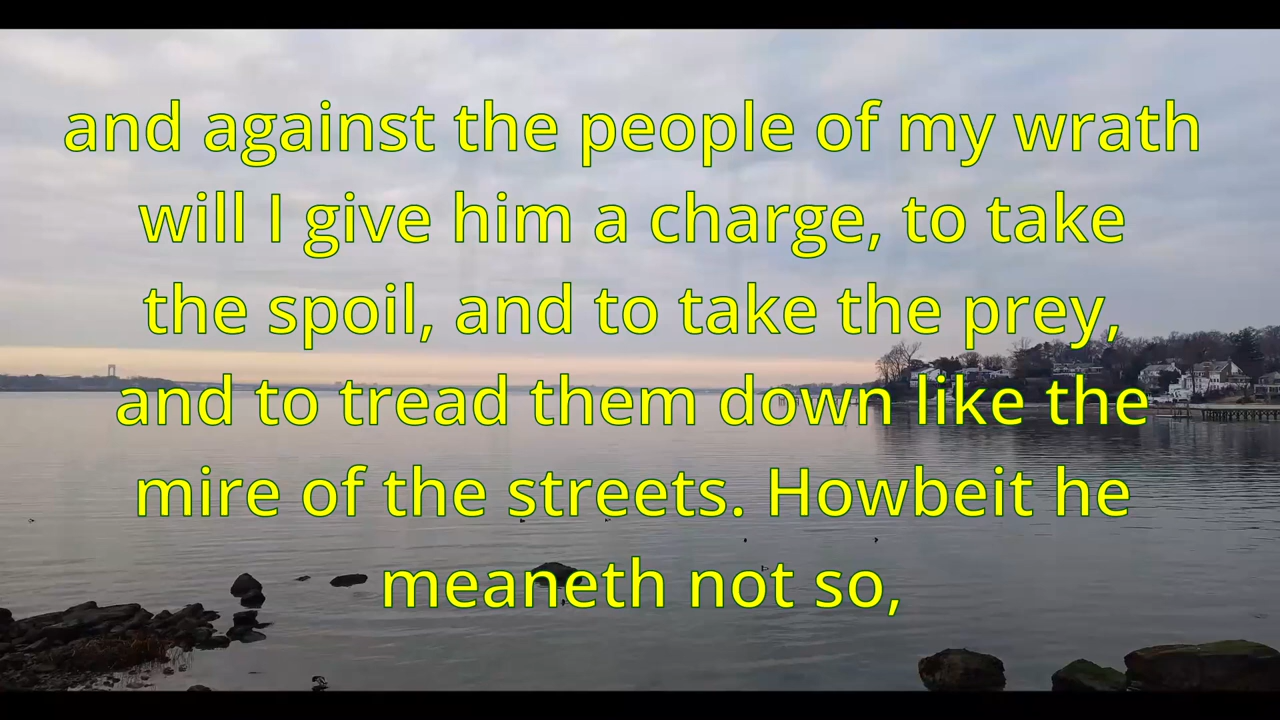 and against the people of my wrath
will I give him a charge, to take
the spoil, and to take the prey,
and to tread them down like the
mire of the streets. Howbeit he
meaneth not so,